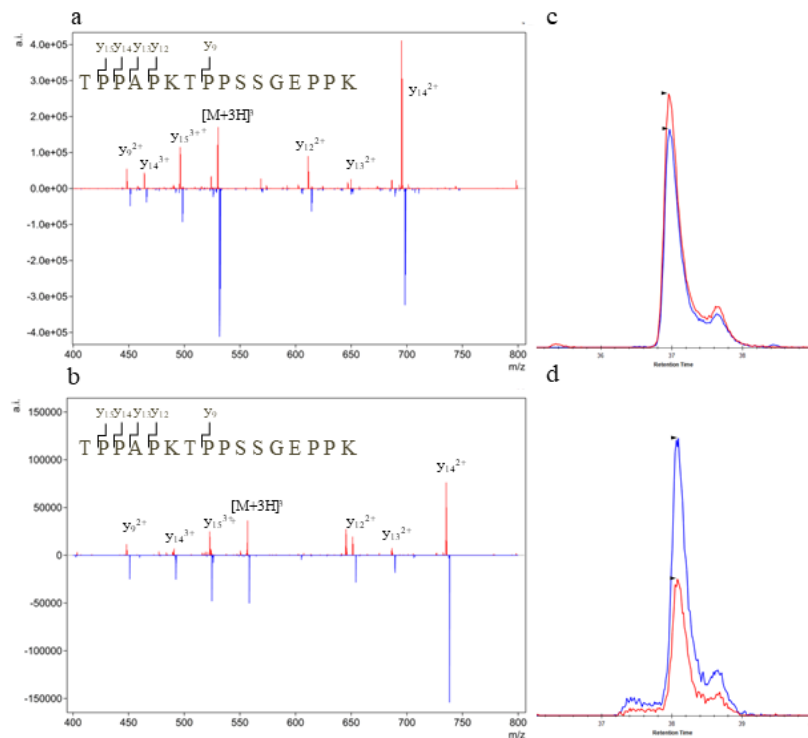 a
a.i.
4.0e+05
3.0e+05
2.0e+05
1.0e+05
0.0e+00
-1.0e+05
-2.0e+05
-3.0e+05
-4.0e+05
y15 y14 y13 y12 y9
T P P A P K T P P S S G E P P K
y9 2+
y14 3+
y15 3+
[M+3H]3
y12 2+
y13 2+
y14 2+
400 450 500 550 600 650 700 750 800
m/z
b
a.i.
150000
100000
50000
0
-50000
-100000
-150000
y15 y14 y13 y12 y9
T P P A P K T P P S S G E P P K
y9 2+
y14 3+
y15 3+
[M+3H]3
y12 2+
y13 2+
y14 2+
400 450 500 550 600 650 700 750 800
m/z
c
36 37 38
Retention Time
d
37 38 39
Retention Time